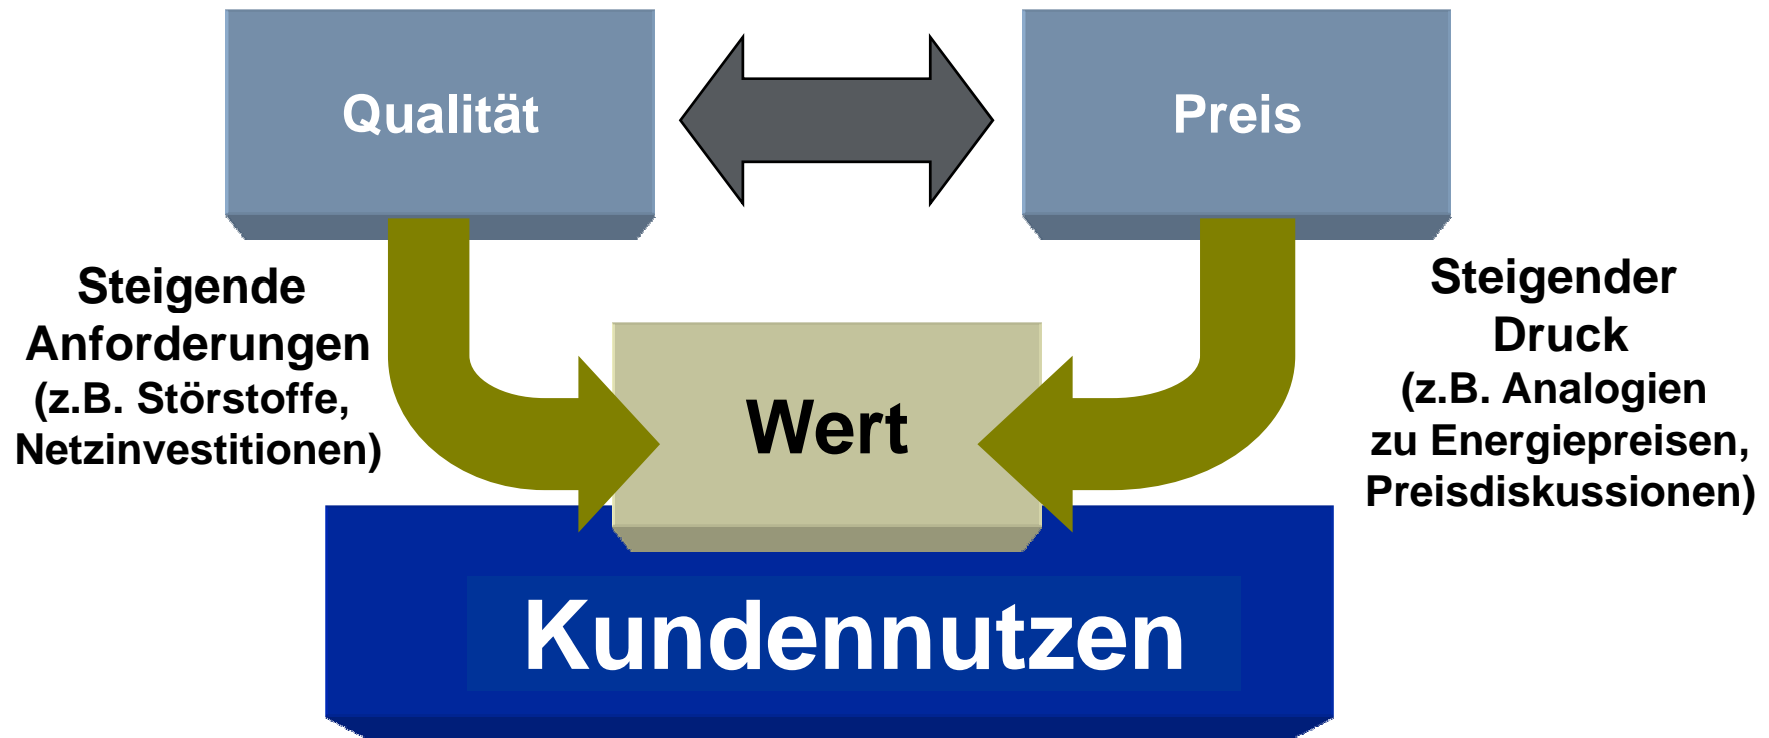 Qualität
Preis
Steigende
Anforderungen
(z.B. Störstoffe,
Netzinvestitionen)
Steigender
Druck
(z.B. Analogien
zu Energiepreisen,
Preisdiskussionen)
Wert
Kundennutzen